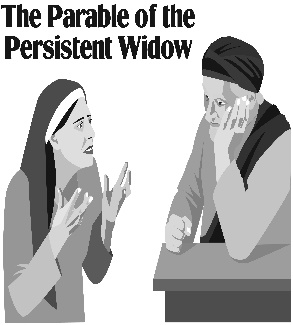 The Parable of the
Persistent Widow